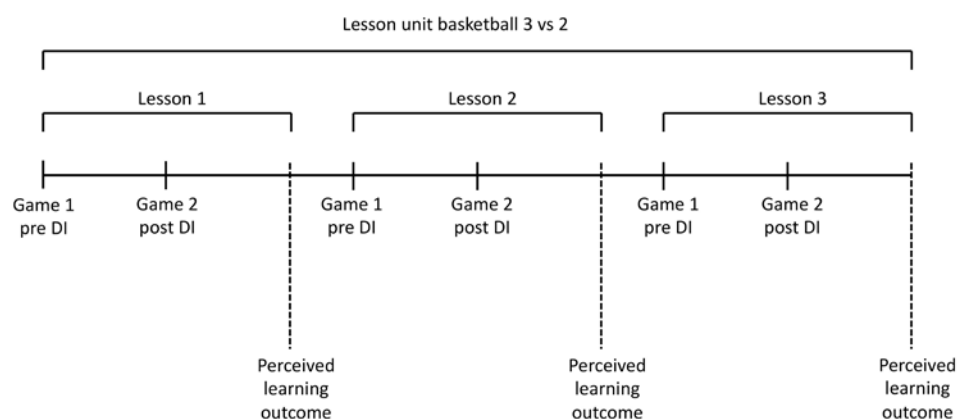 Lesson unit basketball 3 vs 2
Lesson 1
Lesson 2
Lesson 3
Game 1
pre DI
Game 2
post DI
Game 1
pre DI
Game 2
post DI
Game 1
pre DI
Game 2
post DI
Perceived
learning
outcome
Perceived
learning
outcome
Perceived
learning
outcome